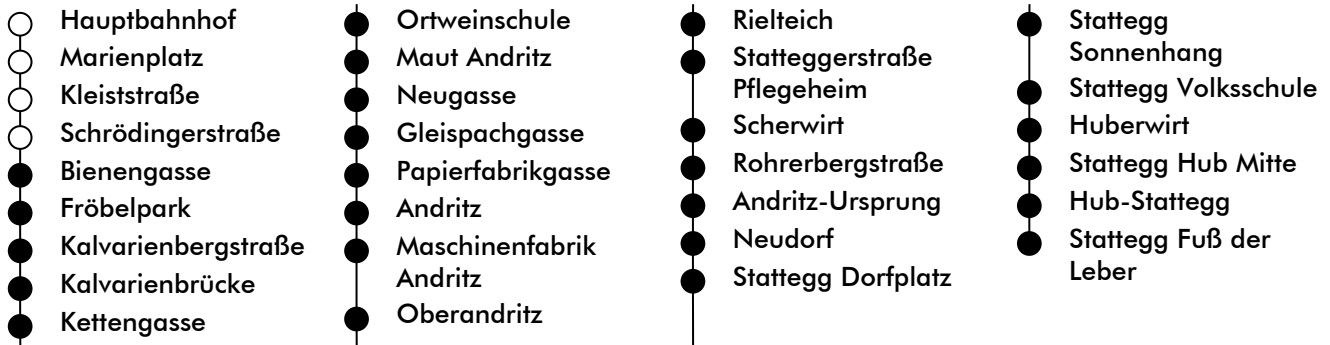 Hauptbahnhof
Marienplatz
Kleiststraße
Schrödingerstraße
Bienengasse
Fröbelpark
Kalvarienbergstraße
Kalvarienbrücke
Kettengasse
Ortweinschule
Maut Andritz
Neugasse
Gleispachgasse
Papierfabrikgasse
Andritz
Maschinenfabrik
Andritz
Oberandritz
Rielteich
Statteggerstraße
Pflegeheim
Scherwirt
Rohrerbergstraße
Andritz-Ursprung
Neudorf
Stattegg Dorfplatz
Stattegg
Sonnenhang
Stattegg Volksschule
Huberwirt
Stattegg Hub Mitte
Hub-Stattegg
Stattegg Fuß der
Leber